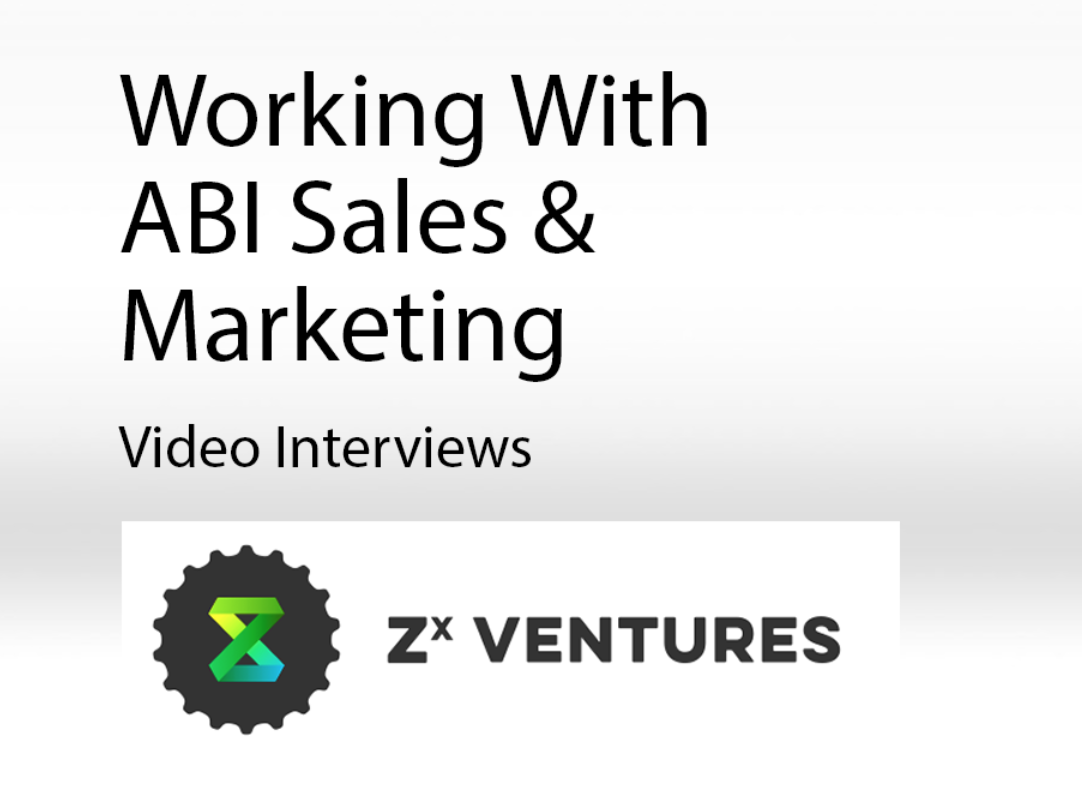 Working With
ABI Sales &
Marketing
Video Interviews
Zx VENTURES